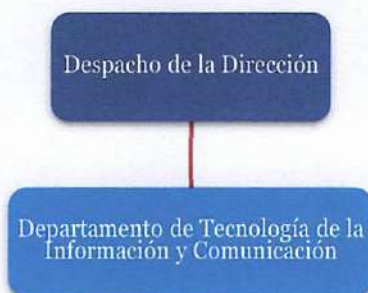 Despacho de la Dirección
Departamento de Tecnología de la
Información y Comunicación